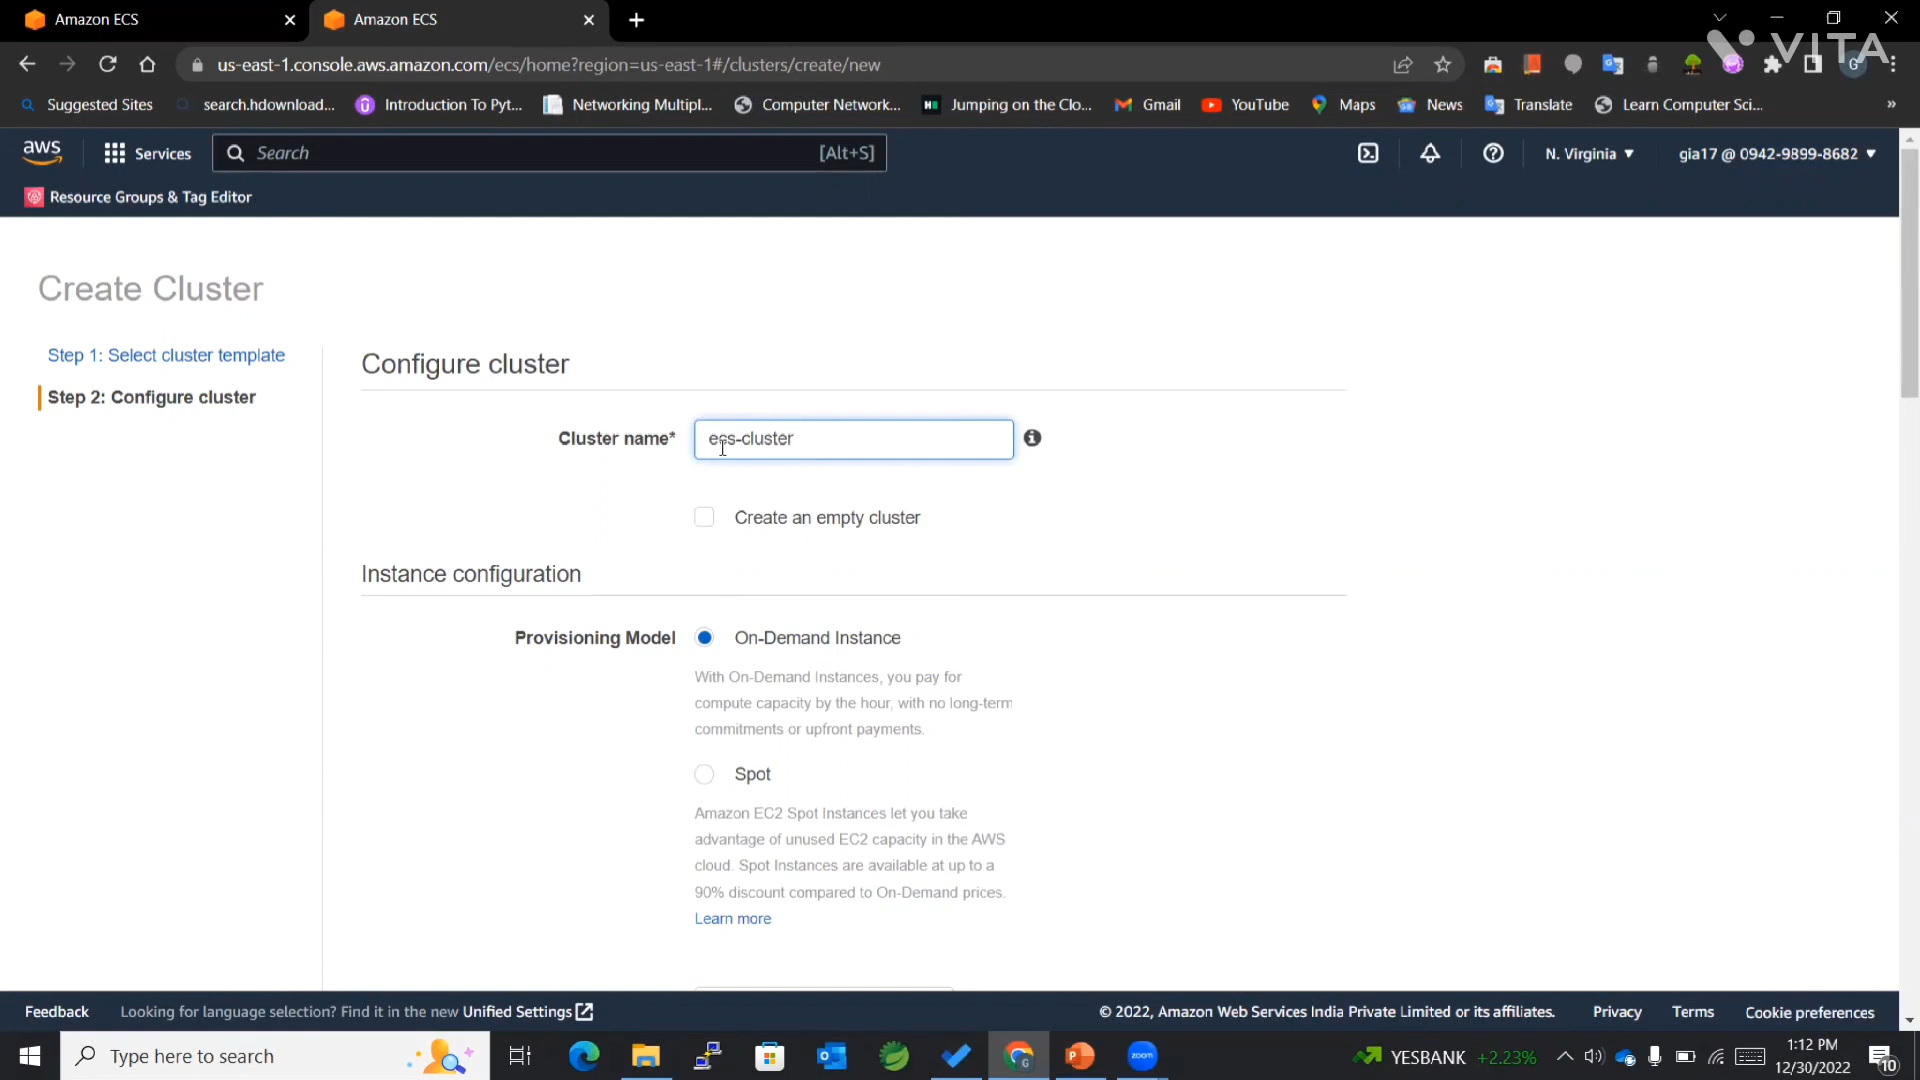 Amazon ECS
Amazon ECS
VITA
us-east-1.console.aws.amazon.com/ecs/home?region=us-east-1#/clusters/create/new
G
Suggested Sites
search.hdownload...
Introduction To Pyt...
Networking Multipl...
Computer Network...
Jumping on the Clo...
Gmail
YouTube
Maps
News
Translate
Learn Computer Sci...
»
aws
Services
Search
[Alt+S]
N. Virginia
gia17 @ 0942-9899-8682
Resource Groups & Tag Editor
Create Cluster
Step 1: Select cluster template
Step 2: Configure cluster
Configure cluster
Cluster name*
ecs-cluster
Create an empty cluster
Instance configuration
Provisioning Model
On-Demand Instance
With On-Demand Instances, you pay for
compute capacity by the hour, with no long-term
commitments or upfront payments.
Spot
Amazon EC2 Spot Instances let you take
advantage of unused EC2 capacity in the AWS
cloud. Spot Instances are available at up to a
90% discount compared to On-Demand prices.
Learn more
Feedback
Looking for language selection? Find it in the new Unified Settings
© 2022, Amazon Web Services India Private Limited or its affiliates.
Privacy
Terms
Cookie preferences
Type here to search
zoom
YESBANK +2.23%
1:12 PM
12/30/2022
10